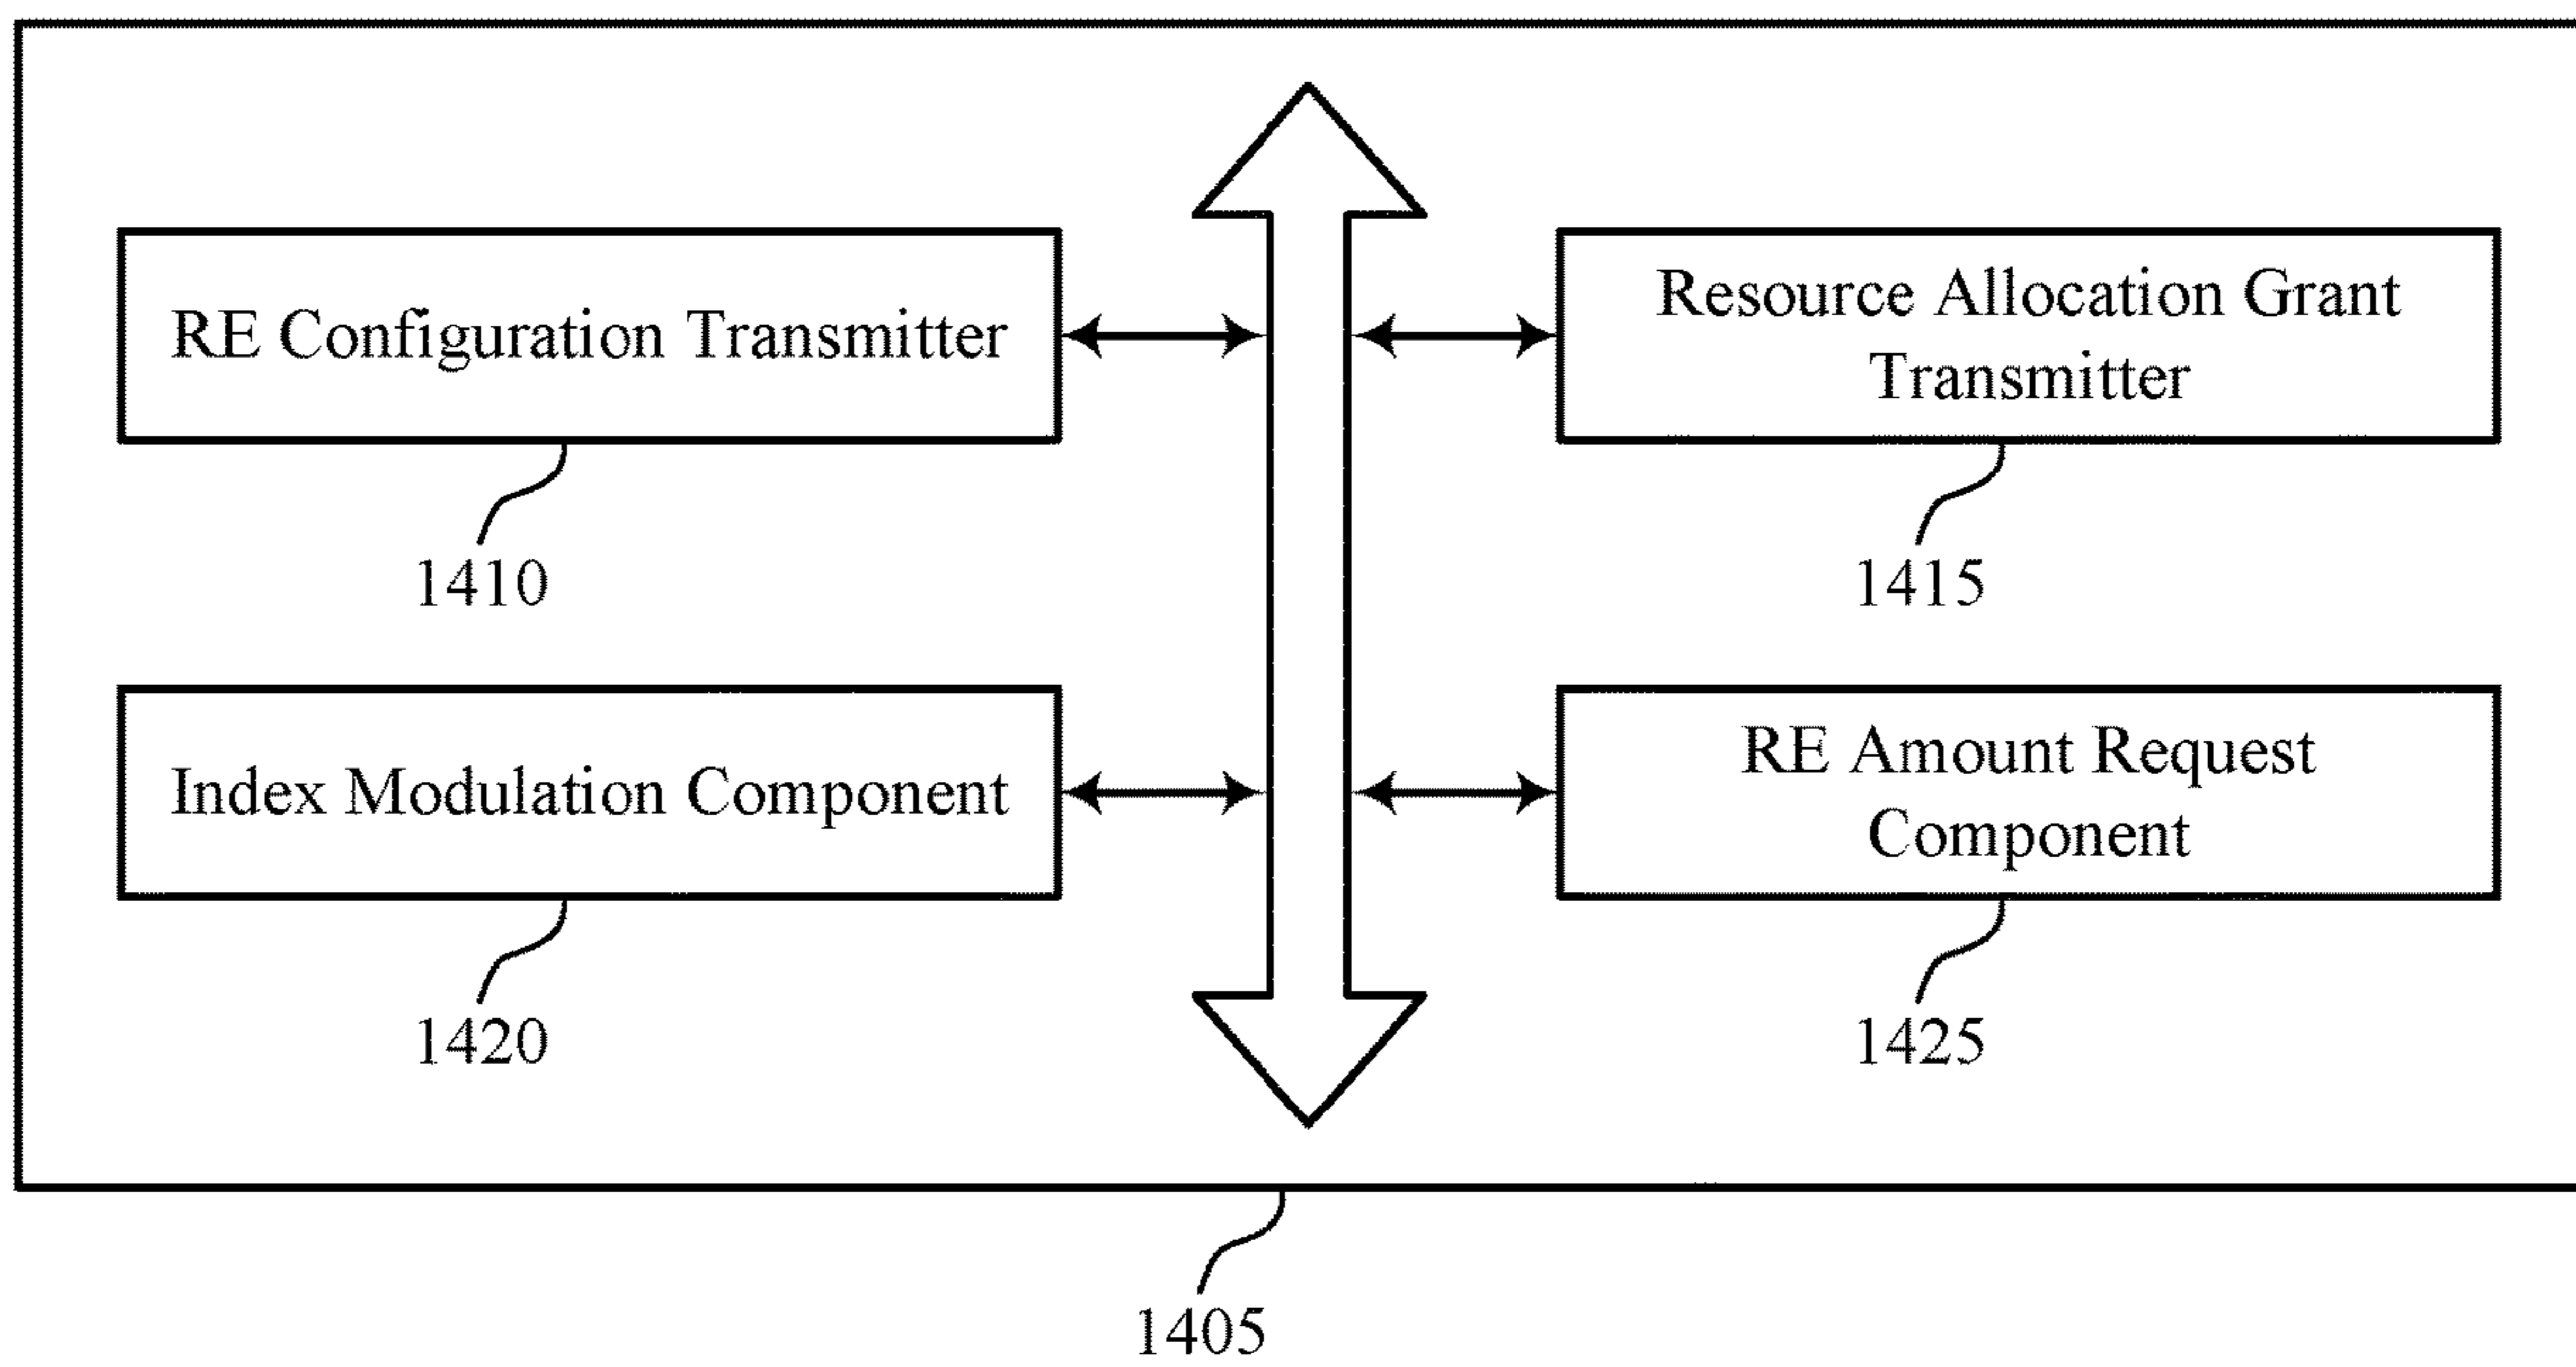 RE Configuration Transmitter
1410
Resource Allocation Grant
Transmitter
1415
Index Modulation Component
1420
RE Amount Request
Component
1425
1405